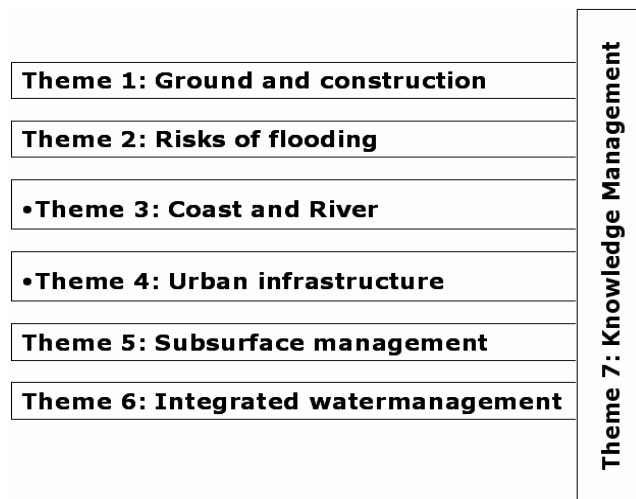 Theme 1: Ground and construction
Theme 2: Risks of flooding
•Theme 3: Coast and River
•Theme 4: Urban infrastructure
Theme 5: Subsurface management
Theme 6: Integrated watermanagement
Theme 7: Knowledge Management